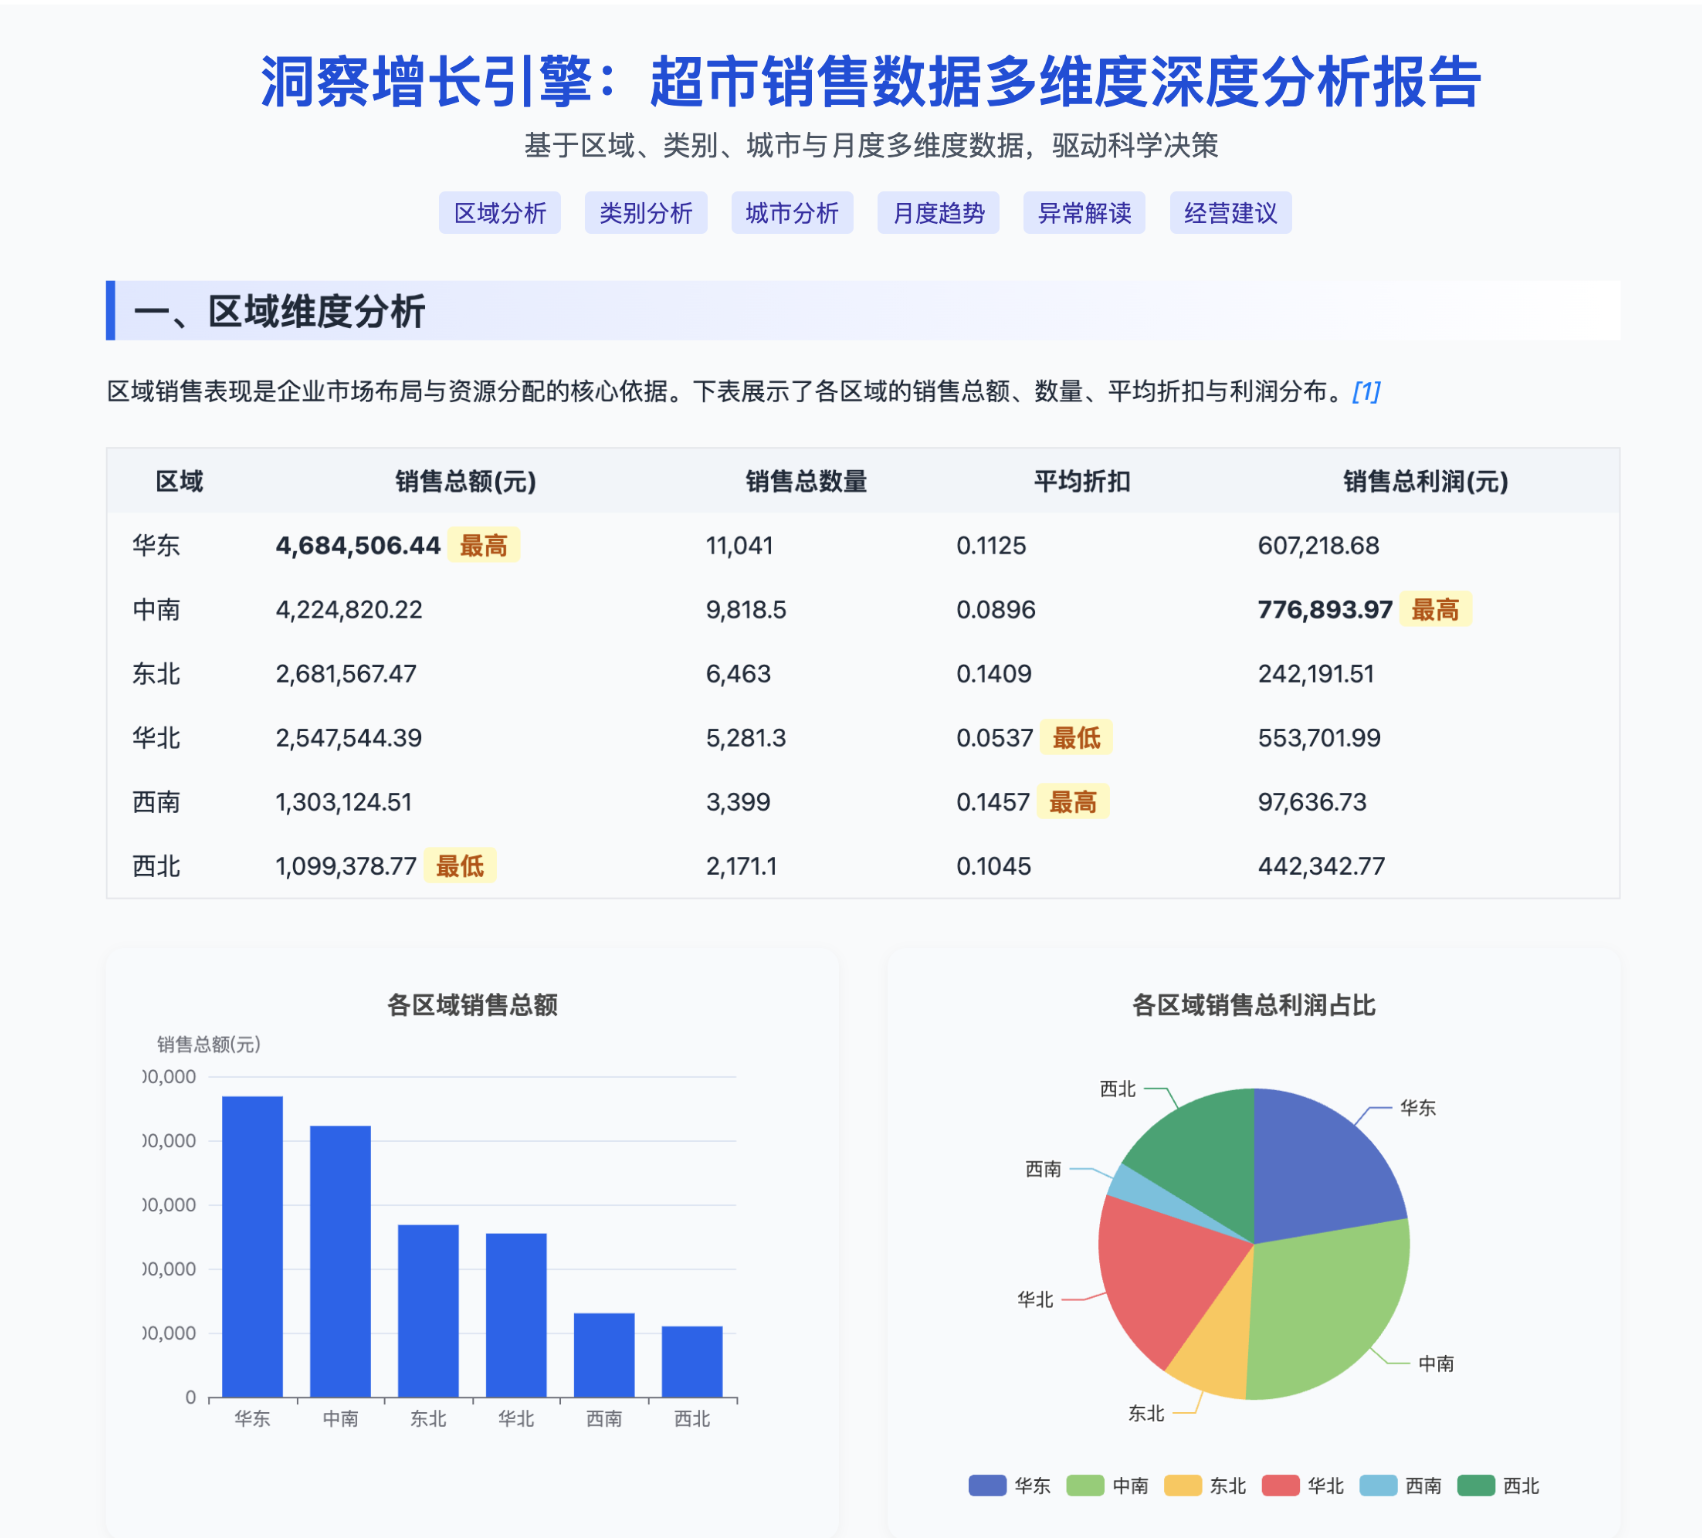 洞察增长引擎：超市销售数据多维度深度分析报告
基于区域、类别、城市与月度多维度数据，驱动科学决策
区域分析 类别分析 城市分析 月度趋势 异常解读 经营建议
一、区域维度分析
区域销售表现是企业市场布局与资源分配的核心依据。下表展示了各区域的销售总额、数量、平均折扣与利润分布。[1]
区域 销售总额(元) 销售总数量 平均折扣 销售总利润(元)
华东 4,684,506.44 最高 11,041 0.1125 607,218.68
中南 4,224,820.22 9,818.5 0.0896 776,893.97 最高
东北 2,681,567.47 6,463 0.1409 242,191.51
华北 2,547,544.39 5,281.3 0.0537 最低 553,701.99
西南 1,303,124.51 3,399 0.1457 最高 97,636.73
西北 1,099,378.77 最低 2,171.1 0.1045 442,342.77
各区域销售总额
销售总额(元)
00,000
00,000
00,000
00,000
00,000
0
华东 中南 东北 华北 西南 西北
各区域销售总利润占比
西北
华东
西南
华北
中南
东北
华东 中南 东北 华北 西南 西北